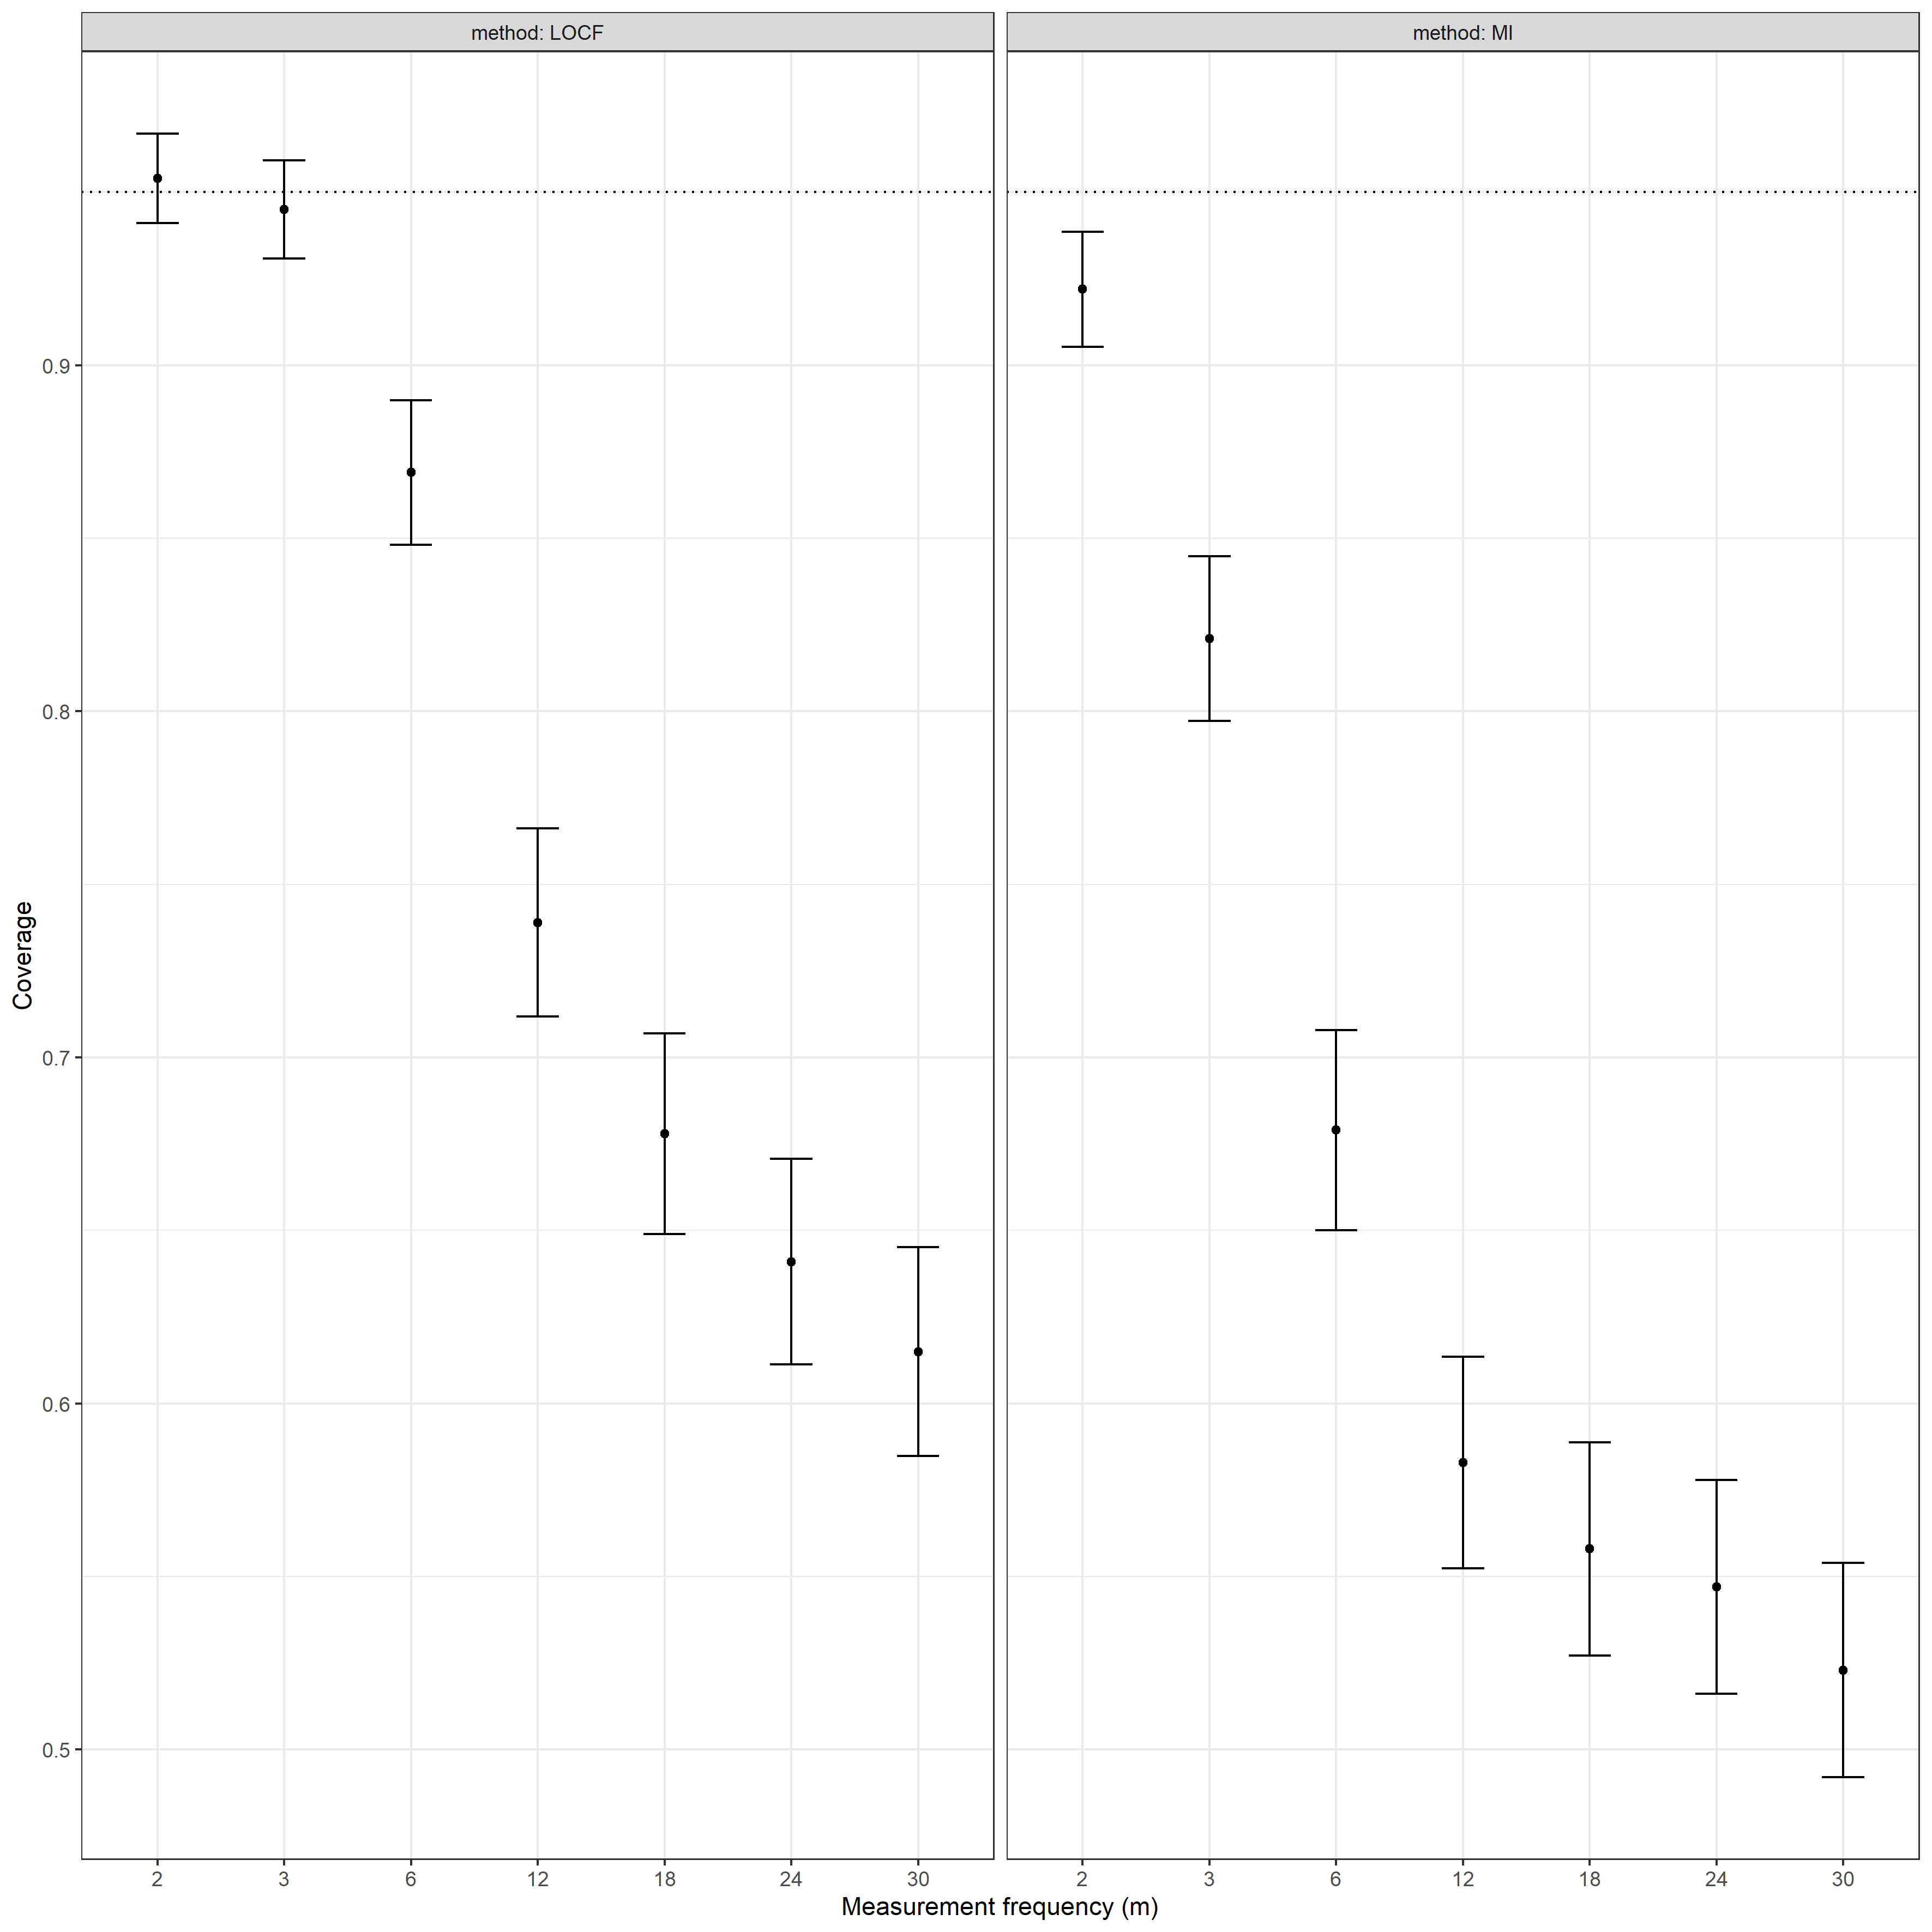 method: LOCF
method: MI
Coverage
0.9
0.8
0.7
0.6
0.5
2 3 6 12 18 24 30
2 3 6 12 18 24 30
Measurement frequency (m)